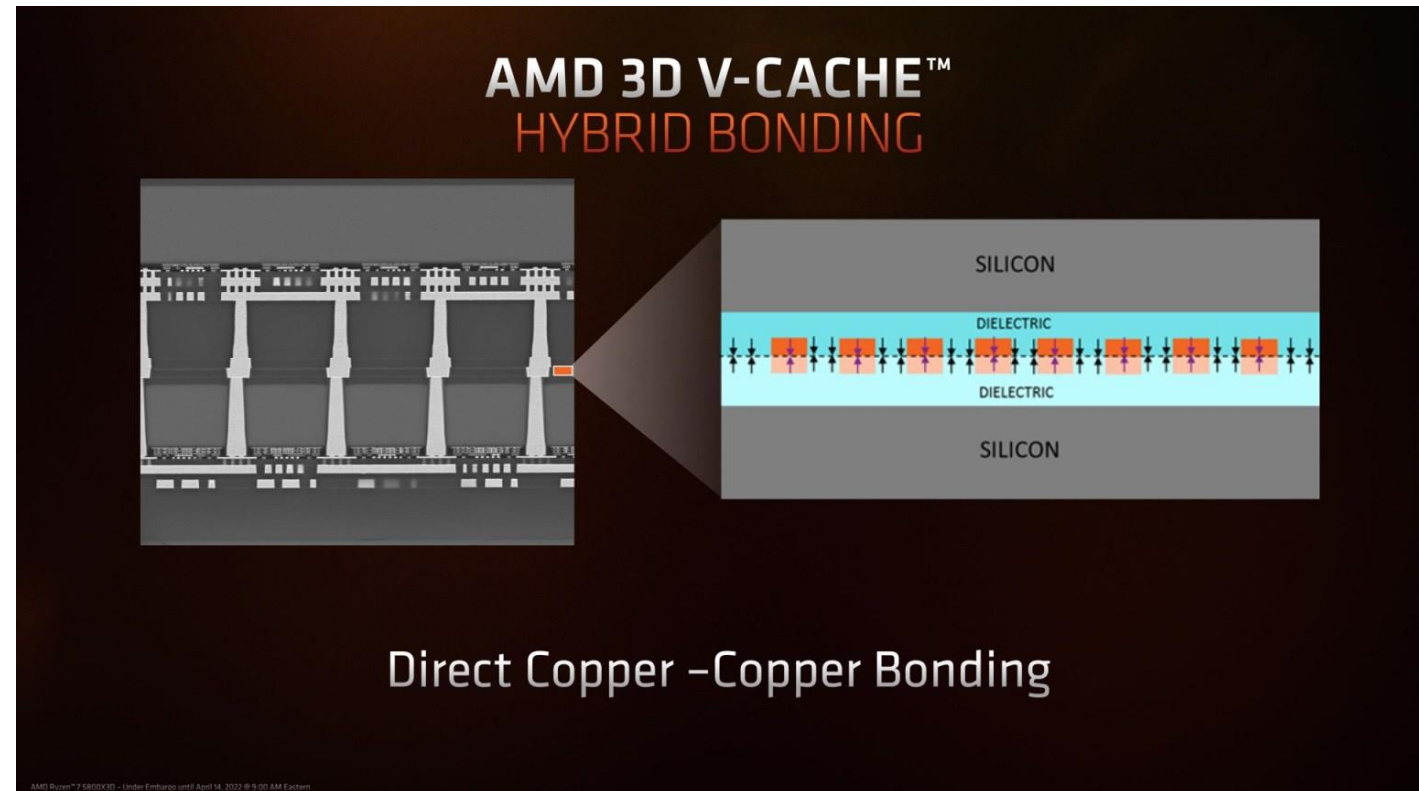 AMD 3D V-CACHE™
HYBRID BONDING
SILICON
DIELECTRIC
DIELECTRIC
SILICON
Direct Copper –Copper Bonding
AMD Ryzen™ 7 5800X3D – Under Embargo until April 14, 2022 @ 9:00 AM Eastern